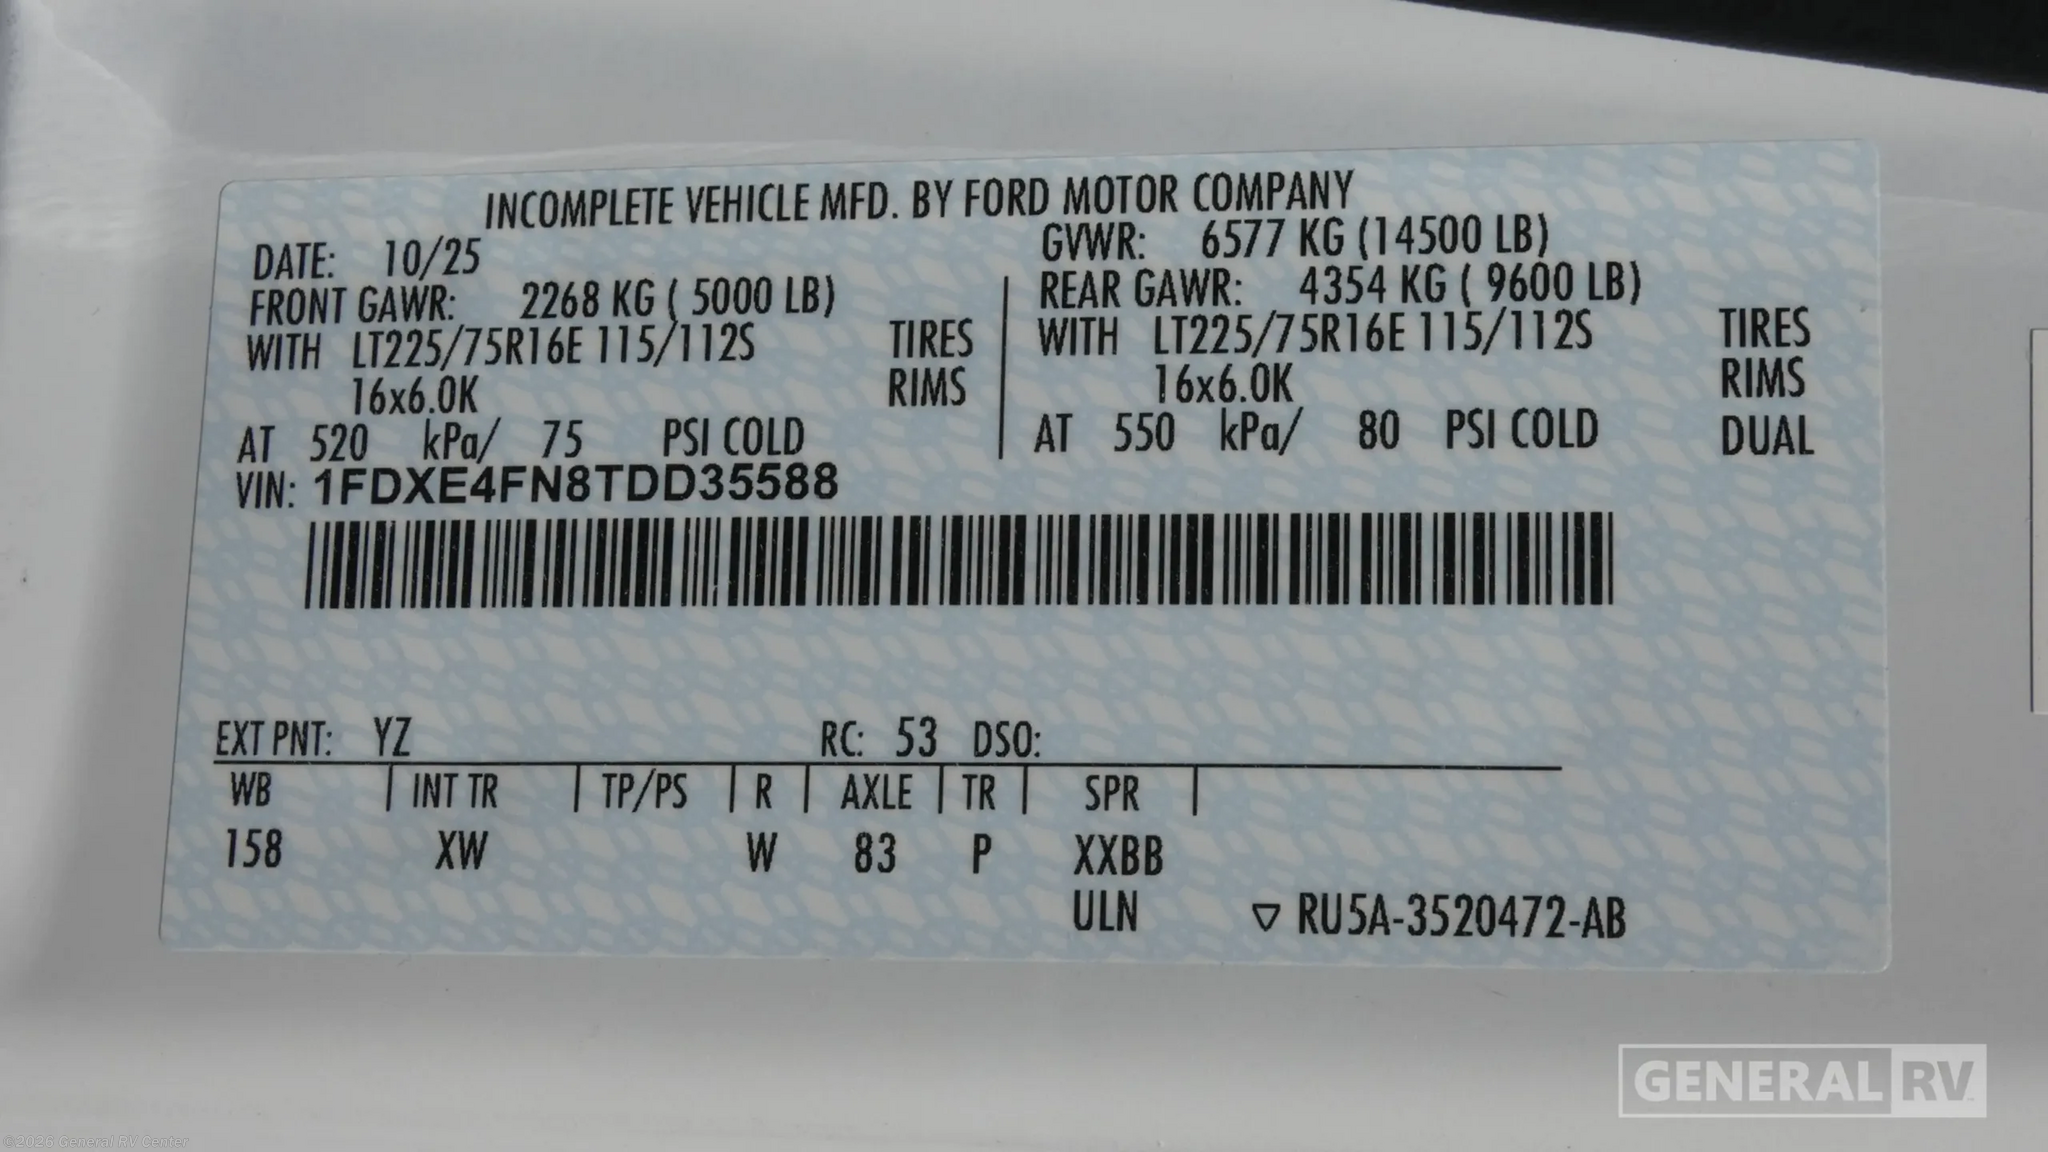 INCOMPLETE VEHICLE MFD. BY FORD MOTOR COMPANY
DATE: 10/25 GVWR: 6577 KG (14500 LB)
FRONT GAWR: 2268 KG ( 5000 LB) REAR GAWR: 4354 KG ( 9600 LB)
WITH LT225/75R16E 115/112S TIRES WITH LT225/75R16E 115/112S TIRES
16x6.0K RIMS 16x6.0K RIMS
AT 520 kPa/ 75 PSI COLD AT 550 kPa/ 80 PSI COLD DUAL
VIN: 1FDXE4FN8TDD35588
EXT PNT: YZ RC: 53 DSO:
WB INT TR TP/PS R AXLE TR SPR
158 XW W 83 P XXBB
ULN ▽ RU5A-3520472-AB
GENERAL RV
©2026 General RV Center